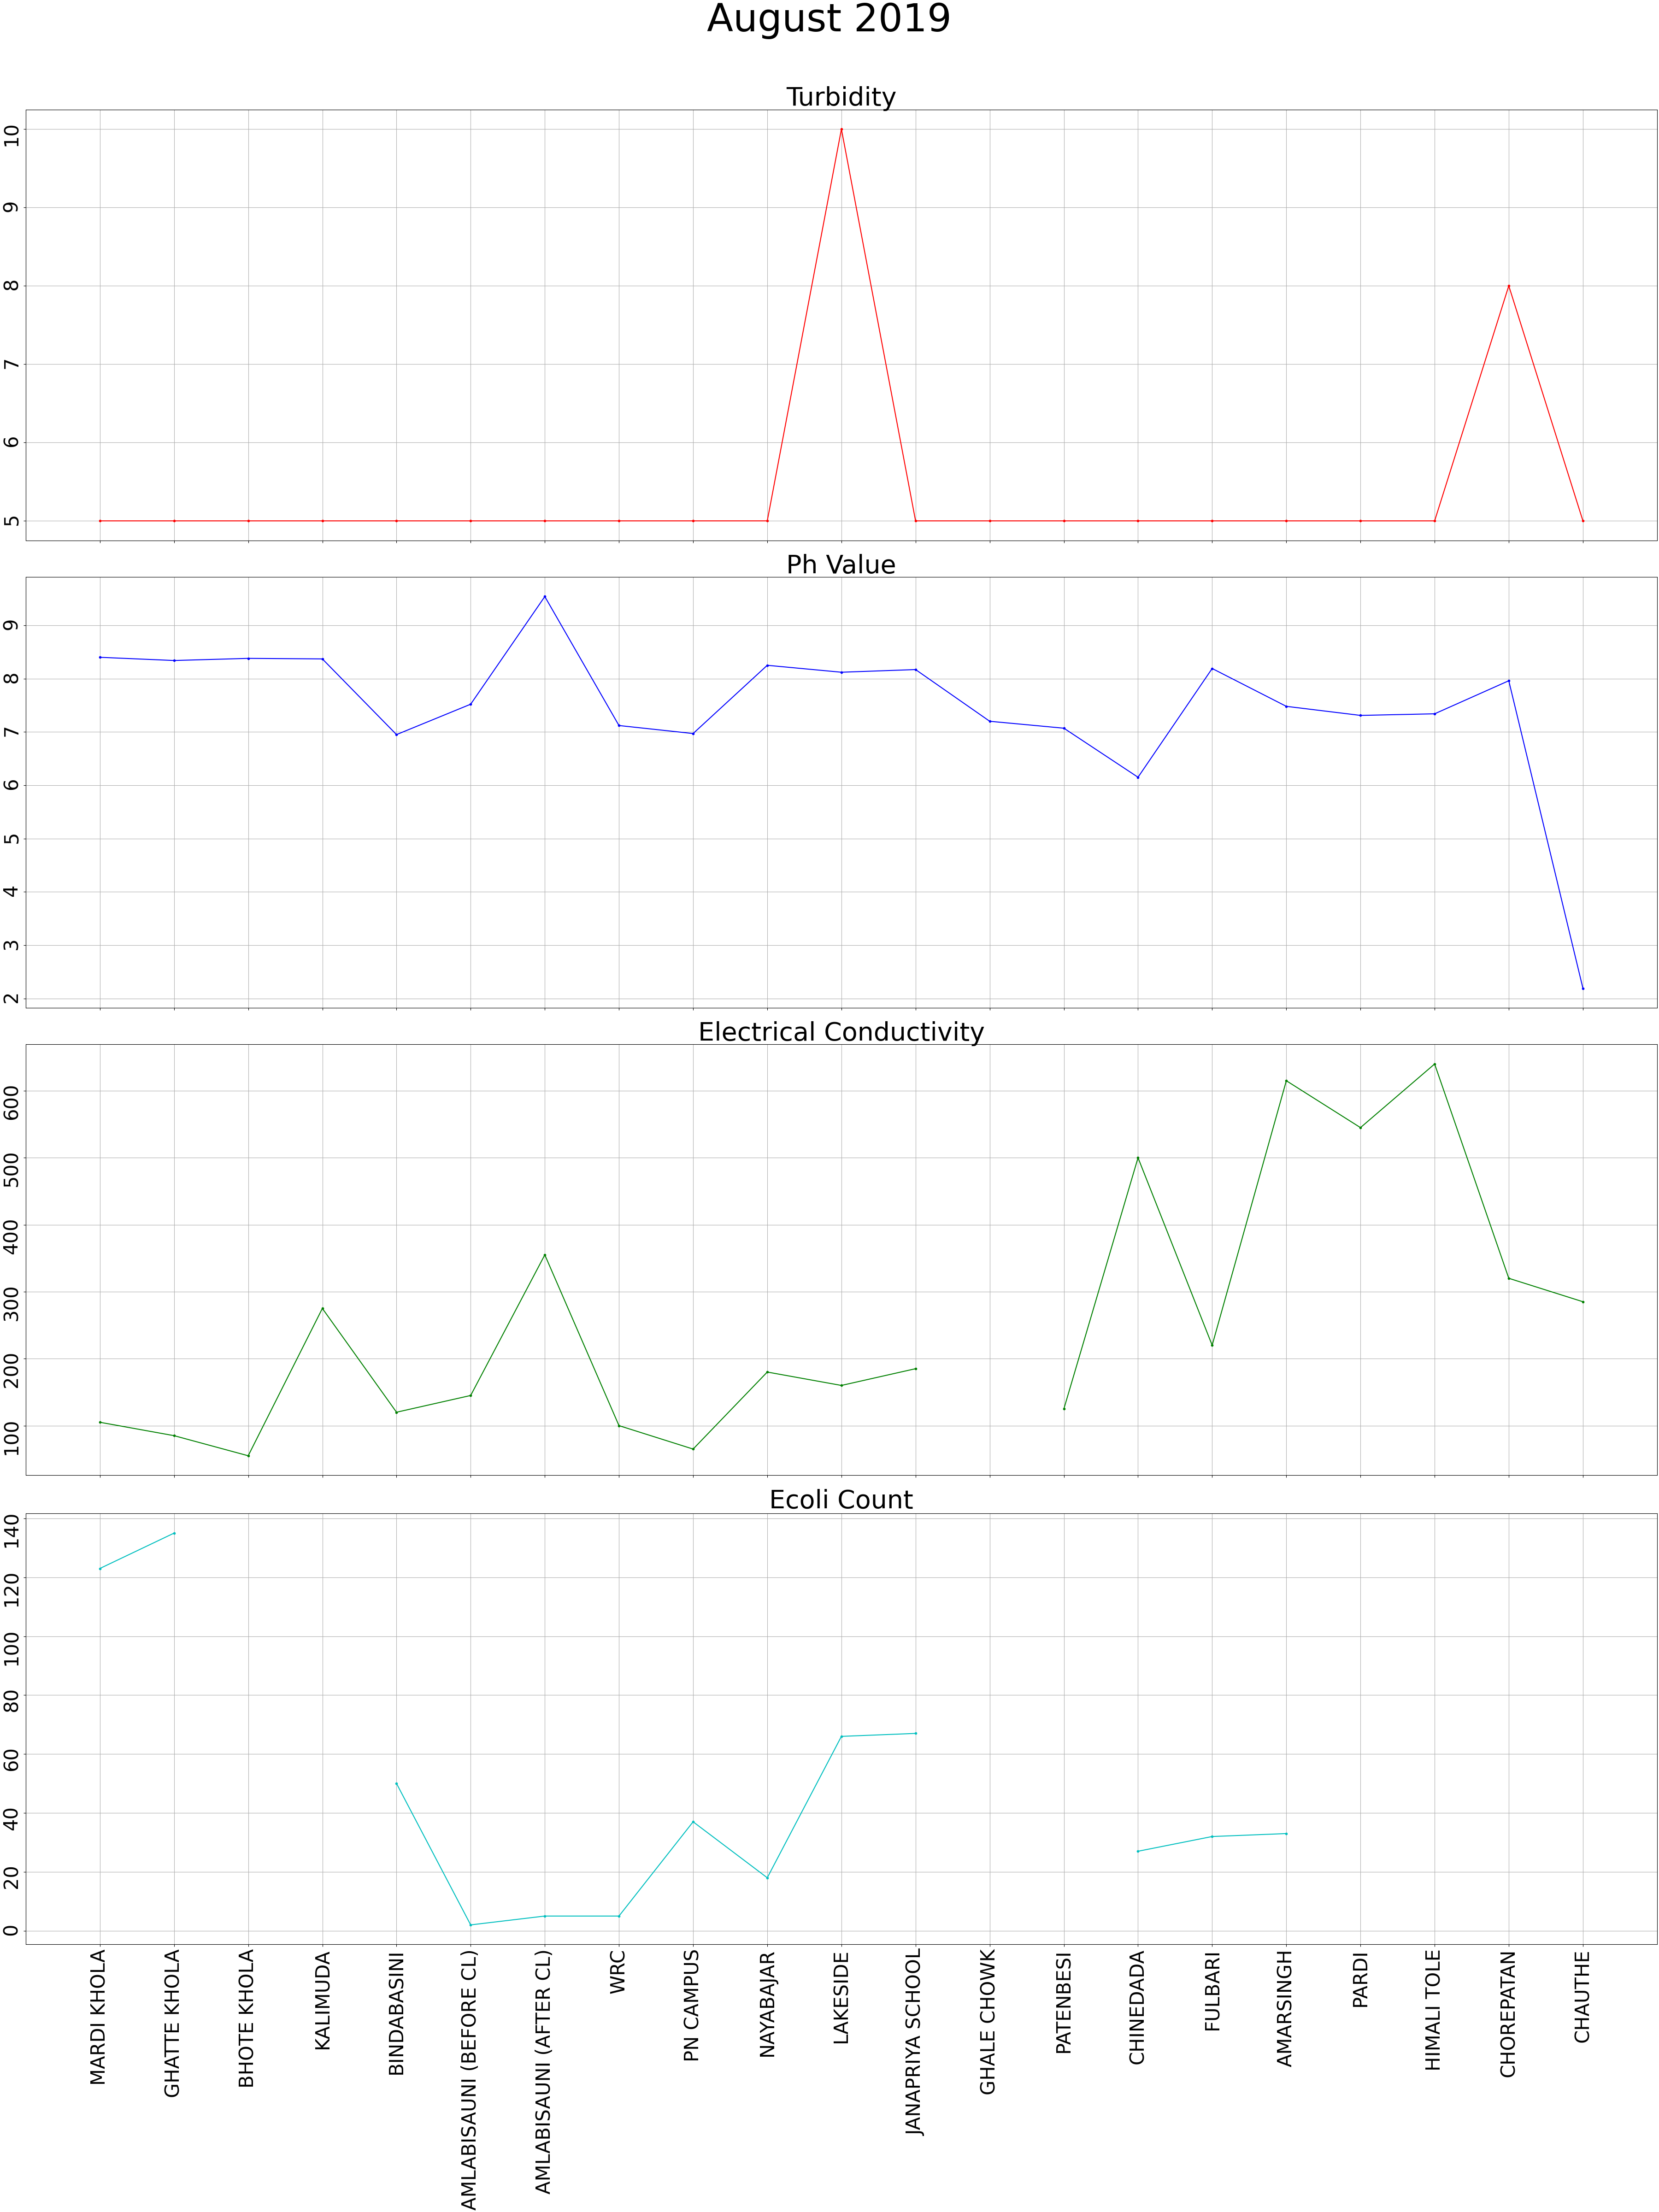 August 2019
Turbidity
10
9
8
7
6
5
Ph Value
9
8
7
6
5
4
3
2
Electrical Conductivity
600
500
400
300
200
100
Ecoli Count
140
120
100
80
60
40
20
0
MARDI KHOLA
GHATTE KHOLA
BHOTE KHOLA
KALIMUDA
BINDABASINI
AMLABISAUNI (BEFORE CL)
AMLABISAUNI (AFTER CL)
WRC
PN CAMPUS
NAYABAJAR
LAKESIDE
JANAPRIYA SCHOOL
GHALE CHOWK
PATENBESI
CHINEDADA
FULBARI
AMARSINGH
PARDI
HIMALI TOLE
CHOREPATAN
CHAUTHE